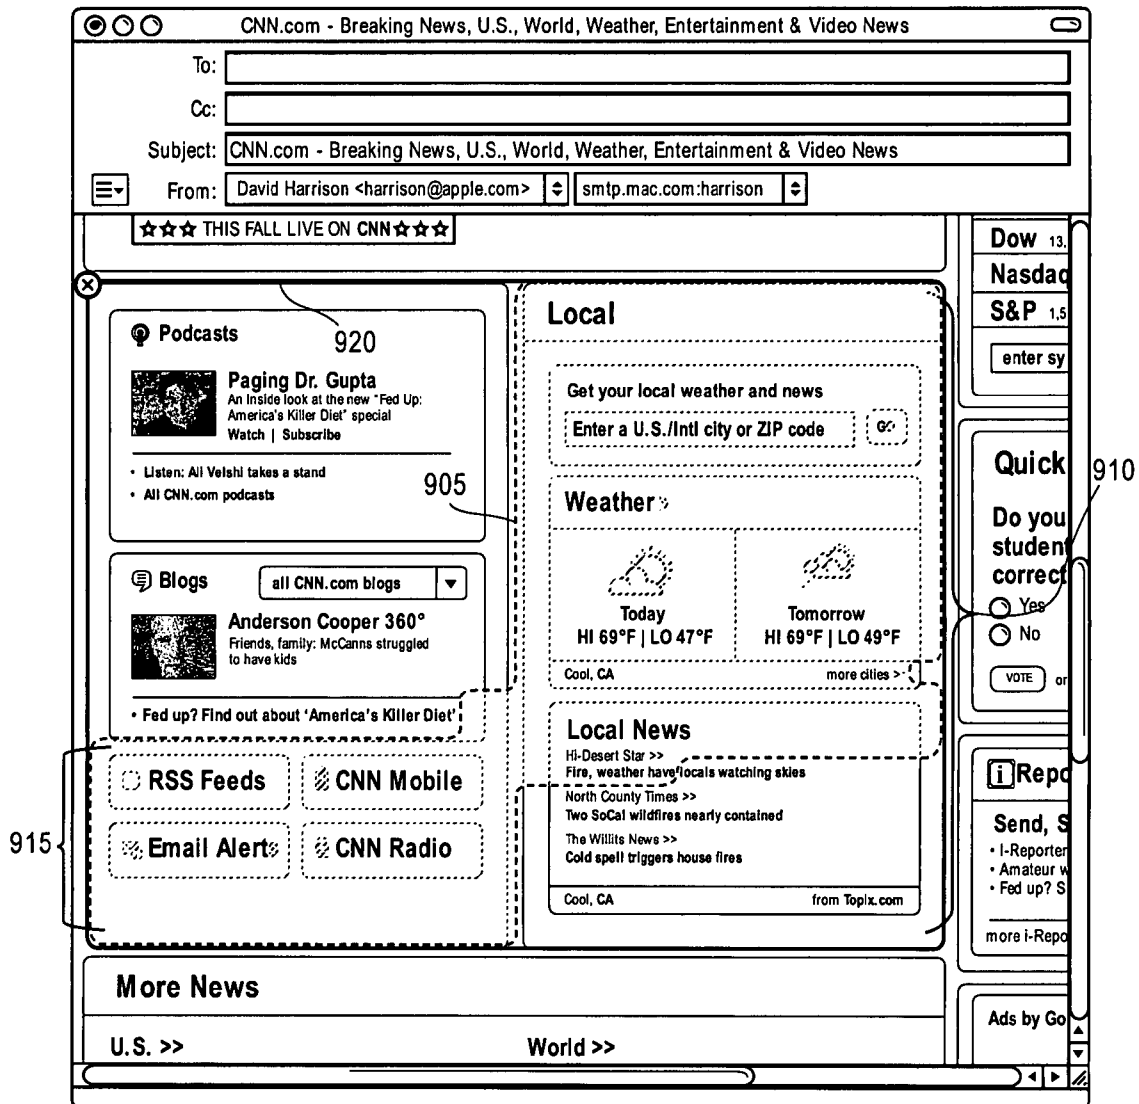 CNN.com - Breaking News, U.S., World, Weather, Entertainment & Video News
To:
Cc:
Subject: CNN.com - Breaking News, U.S., World, Weather, Entertainment & Video News
From: David Harrison <harrison@apple.com> smtp.mac.com:harrison
☆☆☆ THIS FALL LIVE ON CNN☆☆☆
920
Podcasts
Paging Dr. Gupta
An Inside look at the new "Fed Up:
America's Killer Diet" special
Watch | Subscribe
• Listen: Ali Velshi takes a stand
• All CNN.com podcasts
905
Blogs all CNN.com blogs
Anderson Cooper 360°
Friends, family: McCanns struggled
to have kids
• Fed up? Find out about 'America's Killer Diet'
915
RSS Feeds CNN Mobile
Email Alerts CNN Radio
Local
Get your local weather and news
Enter a U.S./Intl city or ZIP code GO
Weather »
Today Tomorrow
HI 69°F | LO 47°F HI 69°F | LO 49°F
Cool, CA more cities >
Local News
Hi-Desert Star >>
Fire, weather have locals watching skies
North County Times >>
Two SoCal wildfires nearly contained
The Willits News >>
Cold spell triggers house fires
Cool, CA from Topix.com
Dow 13,
Nasdaq
S&P 1,5
enter sy
Quick
910
Do you
student
correct
Yes
No
VOTE or
i Repo
Send, S
• I-Reporter
• Amateur w
• Fed up? S
more i-Repo
Ads by Go
More News
U.S. >> World >>